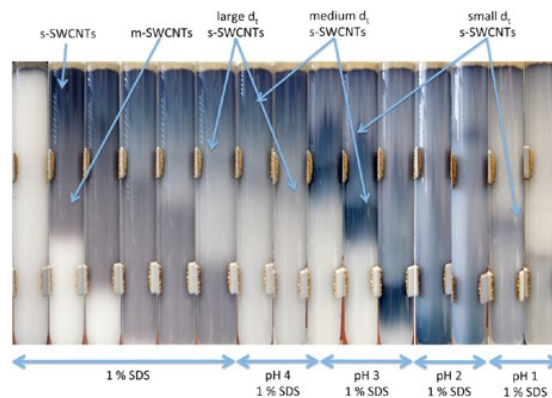 s-SWCNTs
m-SWCNTs
large dt
s-SWCNTs
medium dt
s-SWCNTs
small dt
s-SWCNTs
1 % SDS
pH 4
1 % SDS
pH 3
1 % SDS
pH 2
1 % SDS
pH 1
1 % SDS